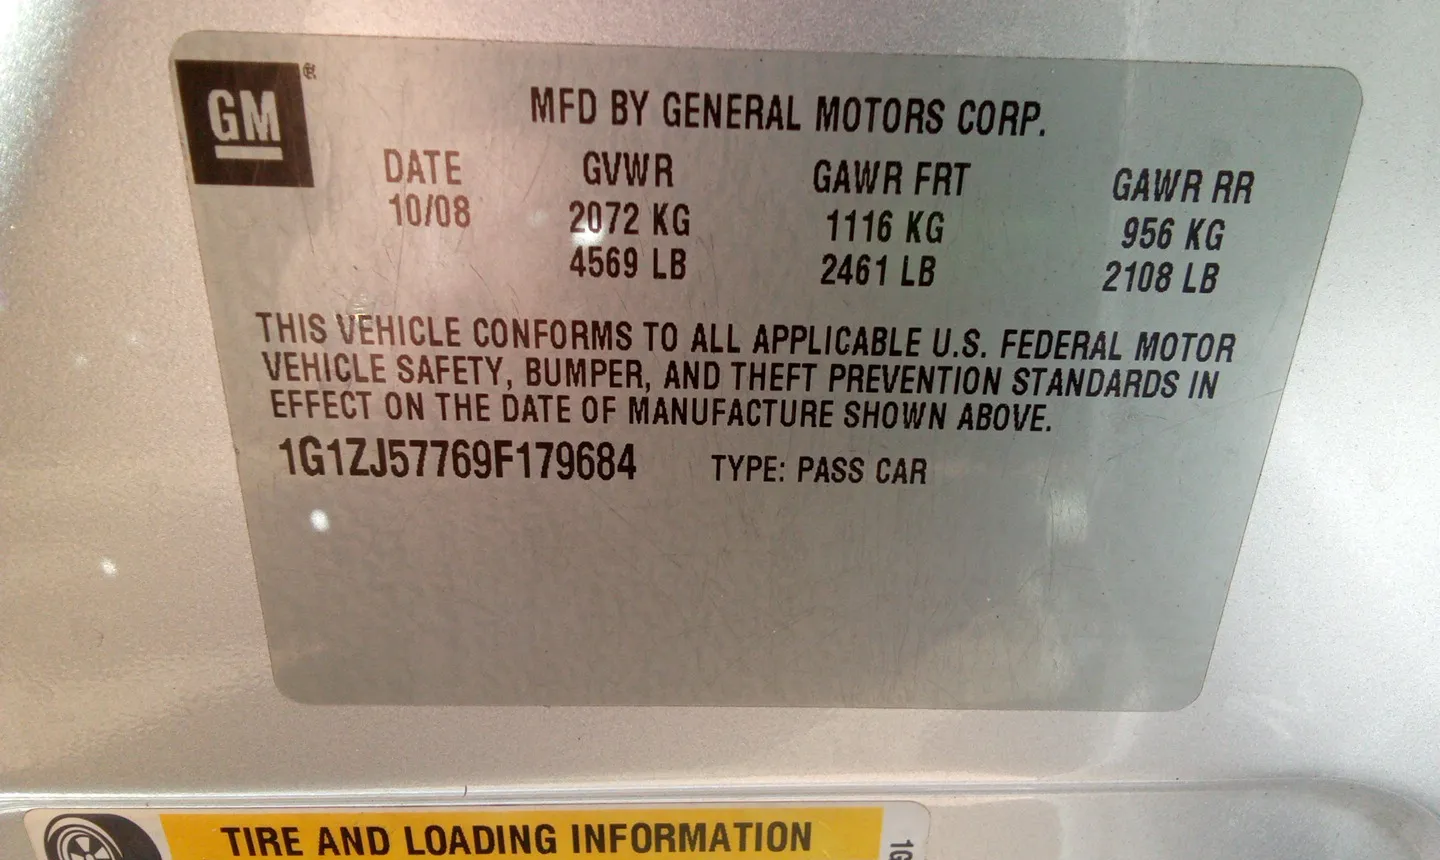 GM®
MFD BY GENERAL MOTORS CORP.
DATE GVWR GAWR FRT GAWR RR
10/08 2072 KG 1116 KG 956 KG
4569 LB 2461 LB 2108 LB
THIS VEHICLE CONFORMS TO ALL APPLICABLE U.S. FEDERAL MOTOR
VEHICLE SAFETY, BUMPER, AND THEFT PREVENTION STANDARDS IN
EFFECT ON THE DATE OF MANUFACTURE SHOWN ABOVE.
1G1ZJ57769F179684 TYPE: PASS CAR
TIRE AND LOADING INFORMATION
1G